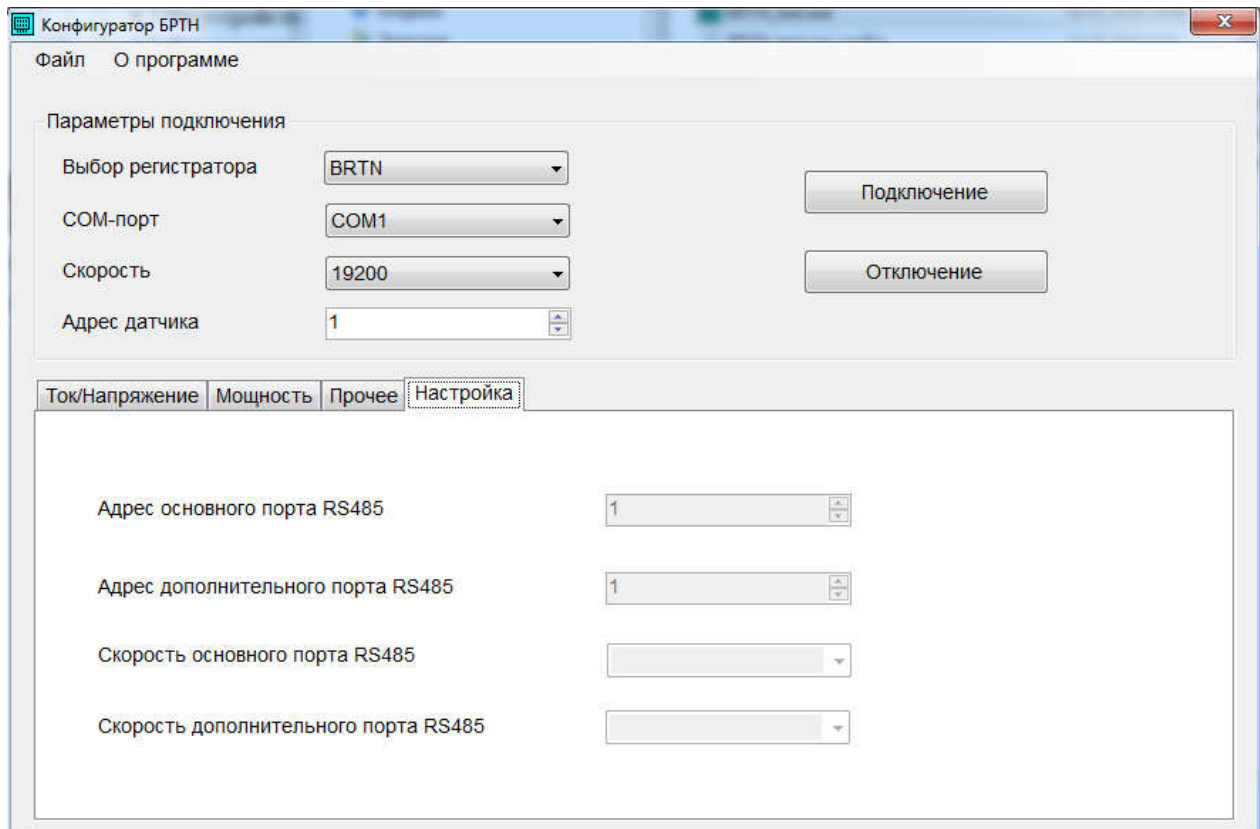 Конфигуратор БРТН
Файл О программе
Параметры подключения
Выбор регистратора BRTN
Подключение
COM-порт COM1
Скорость 19200
Отключение
Адрес датчика 1
Ток/Напряжение Мощность Прочее Настройка
Адрес основного порта RS485 1
Адрес дополнительного порта RS485 1
Скорость основного порта RS485
Скорость дополнительного порта RS485